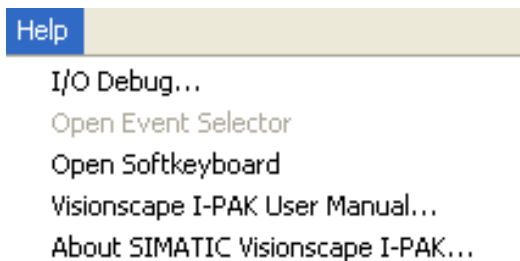 Help
I/O Debug...
Open Event Selector
Open Softkeyboard
Visionscape I-PAK User Manual...
About SIMATIC Visionscape I-PAK...